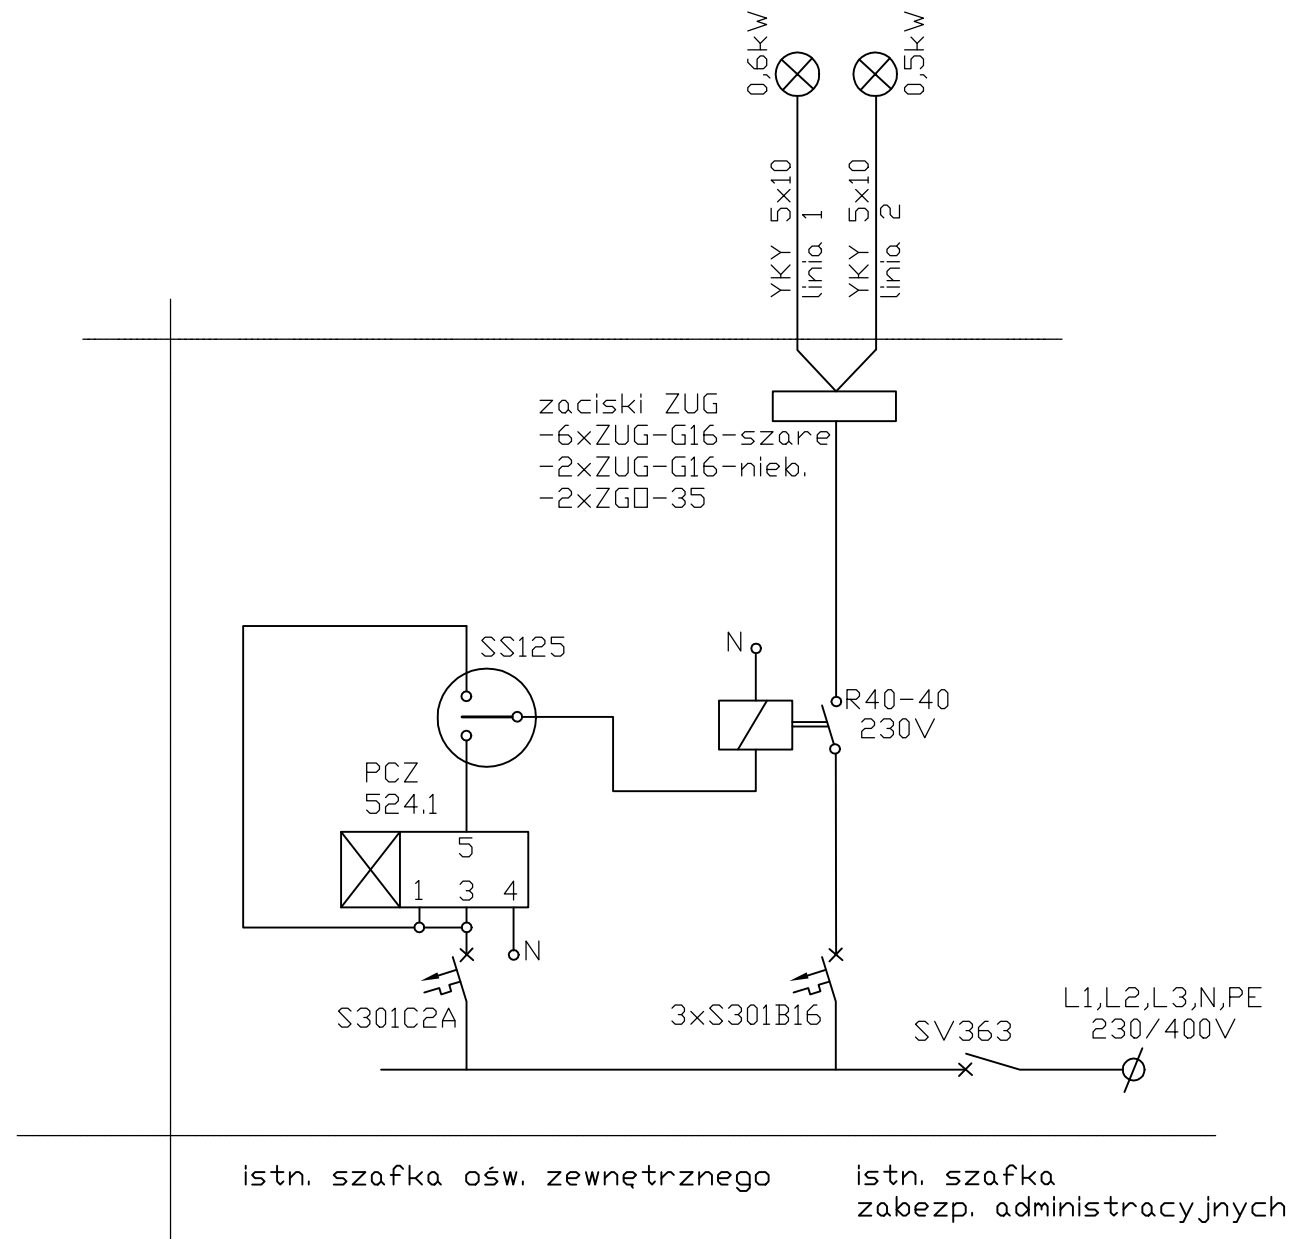 0,6kW
0,5kW
YKY 5x10
linia 1
YKY 5x10
linia 2
zaciski ZUG
-6xZUG-G16-szare
-2xZUG-G16-nieb.
-2xZGO-35
SS125
N
R40-40
230V
PCZ
524.1
5
1 3 4
N
S301C2A
3xS301B16
SV363
L1,L2,L3,N,PE
230/400V
istn. szafka ośw. zewnętrznego
istn. szafka
zabezp. administracyjnych